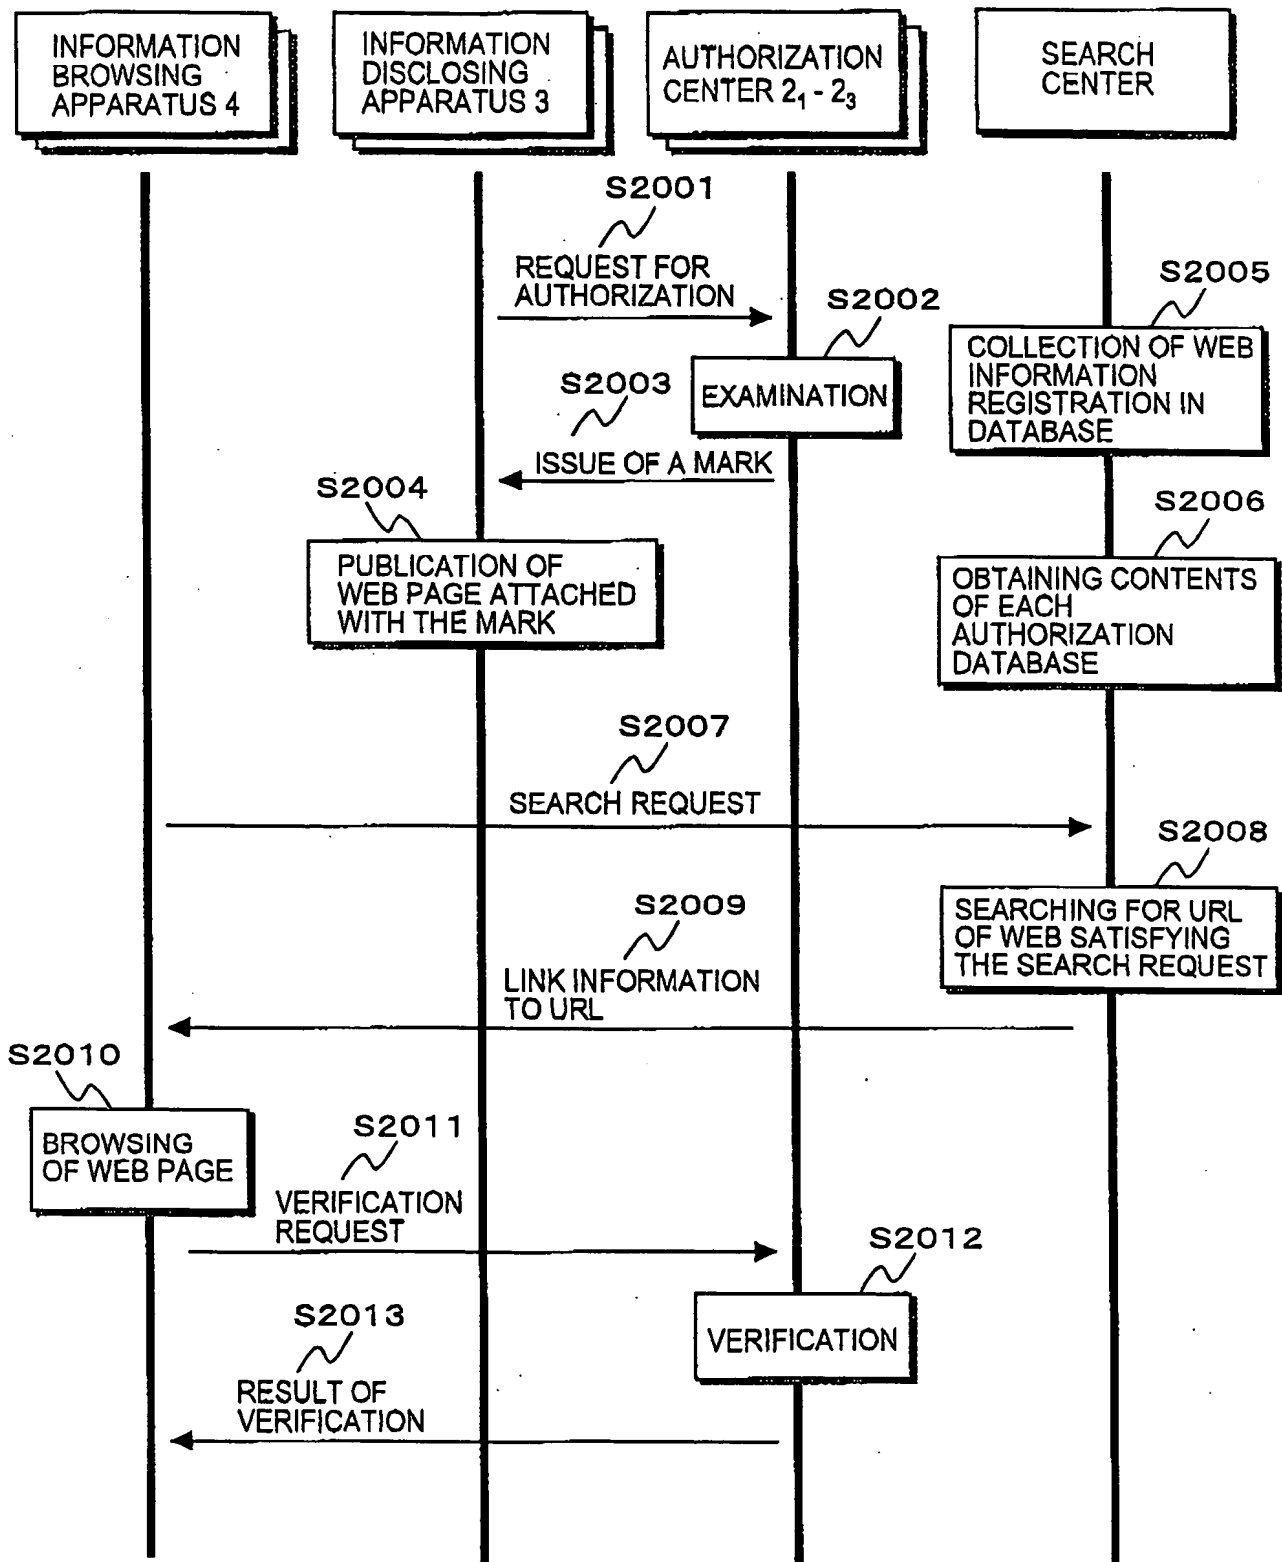 INFORMATION
BROWSING
APPARATUS 4
INFORMATION
DISCLOSING
APPARATUS 3
AUTHORIZATION
CENTER 2₁ - 2₃
SEARCH
CENTER
S2001
REQUEST FOR
AUTHORIZATION
S2002
EXAMINATION
S2003
ISSUE OF A MARK
S2004
PUBLICATION OF
WEB PAGE ATTACHED
WITH THE MARK
S2005
COLLECTION OF WEB
INFORMATION
REGISTRATION IN
DATABASE
S2006
OBTAINING CONTENTS
OF EACH
AUTHORIZATION
DATABASE
S2007
SEARCH REQUEST
S2008
SEARCHING FOR URL
OF WEB SATISFYING
THE SEARCH REQUEST
S2009
LINK INFORMATION
TO URL
S2010
BROWSING
OF WEB PAGE
S2011
VERIFICATION
REQUEST
S2012
VERIFICATION
S2013
RESULT OF
VERIFICATION